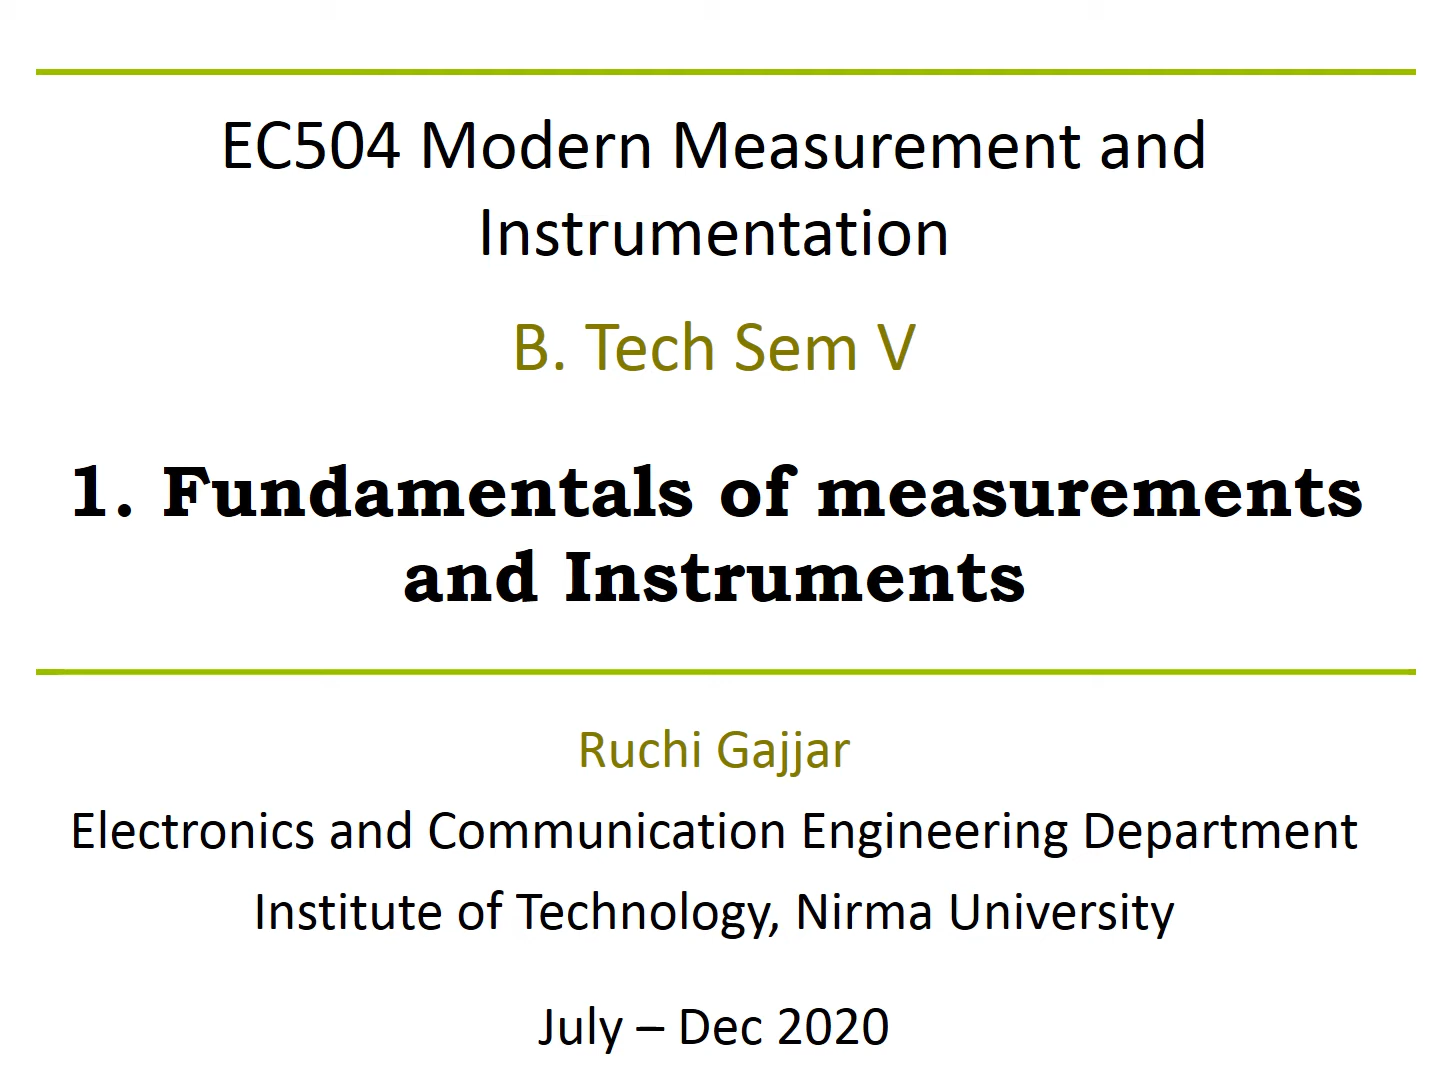 EC504 Modern Measurement and
Instrumentation
B. Tech Sem V
1. Fundamentals of measurements
and Instruments
Ruchi Gajjar
Electronics and Communication Engineering Department
Institute of Technology, Nirma University
July – Dec 2020